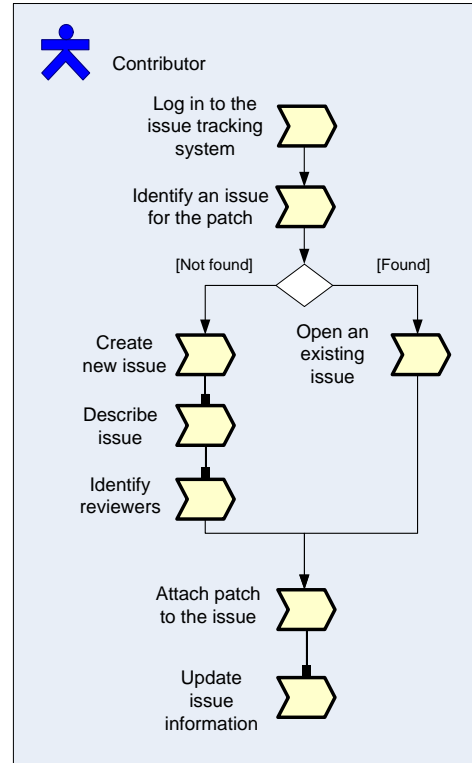 Contributor
Log in to the
issue tracking
system
Identify an issue
for the patch
[Not found]
[Found]
Create
new issue
Open an
existing
issue
Describe
issue
Identify
reviewers
Attach patch
to the issue
Update
issue
information